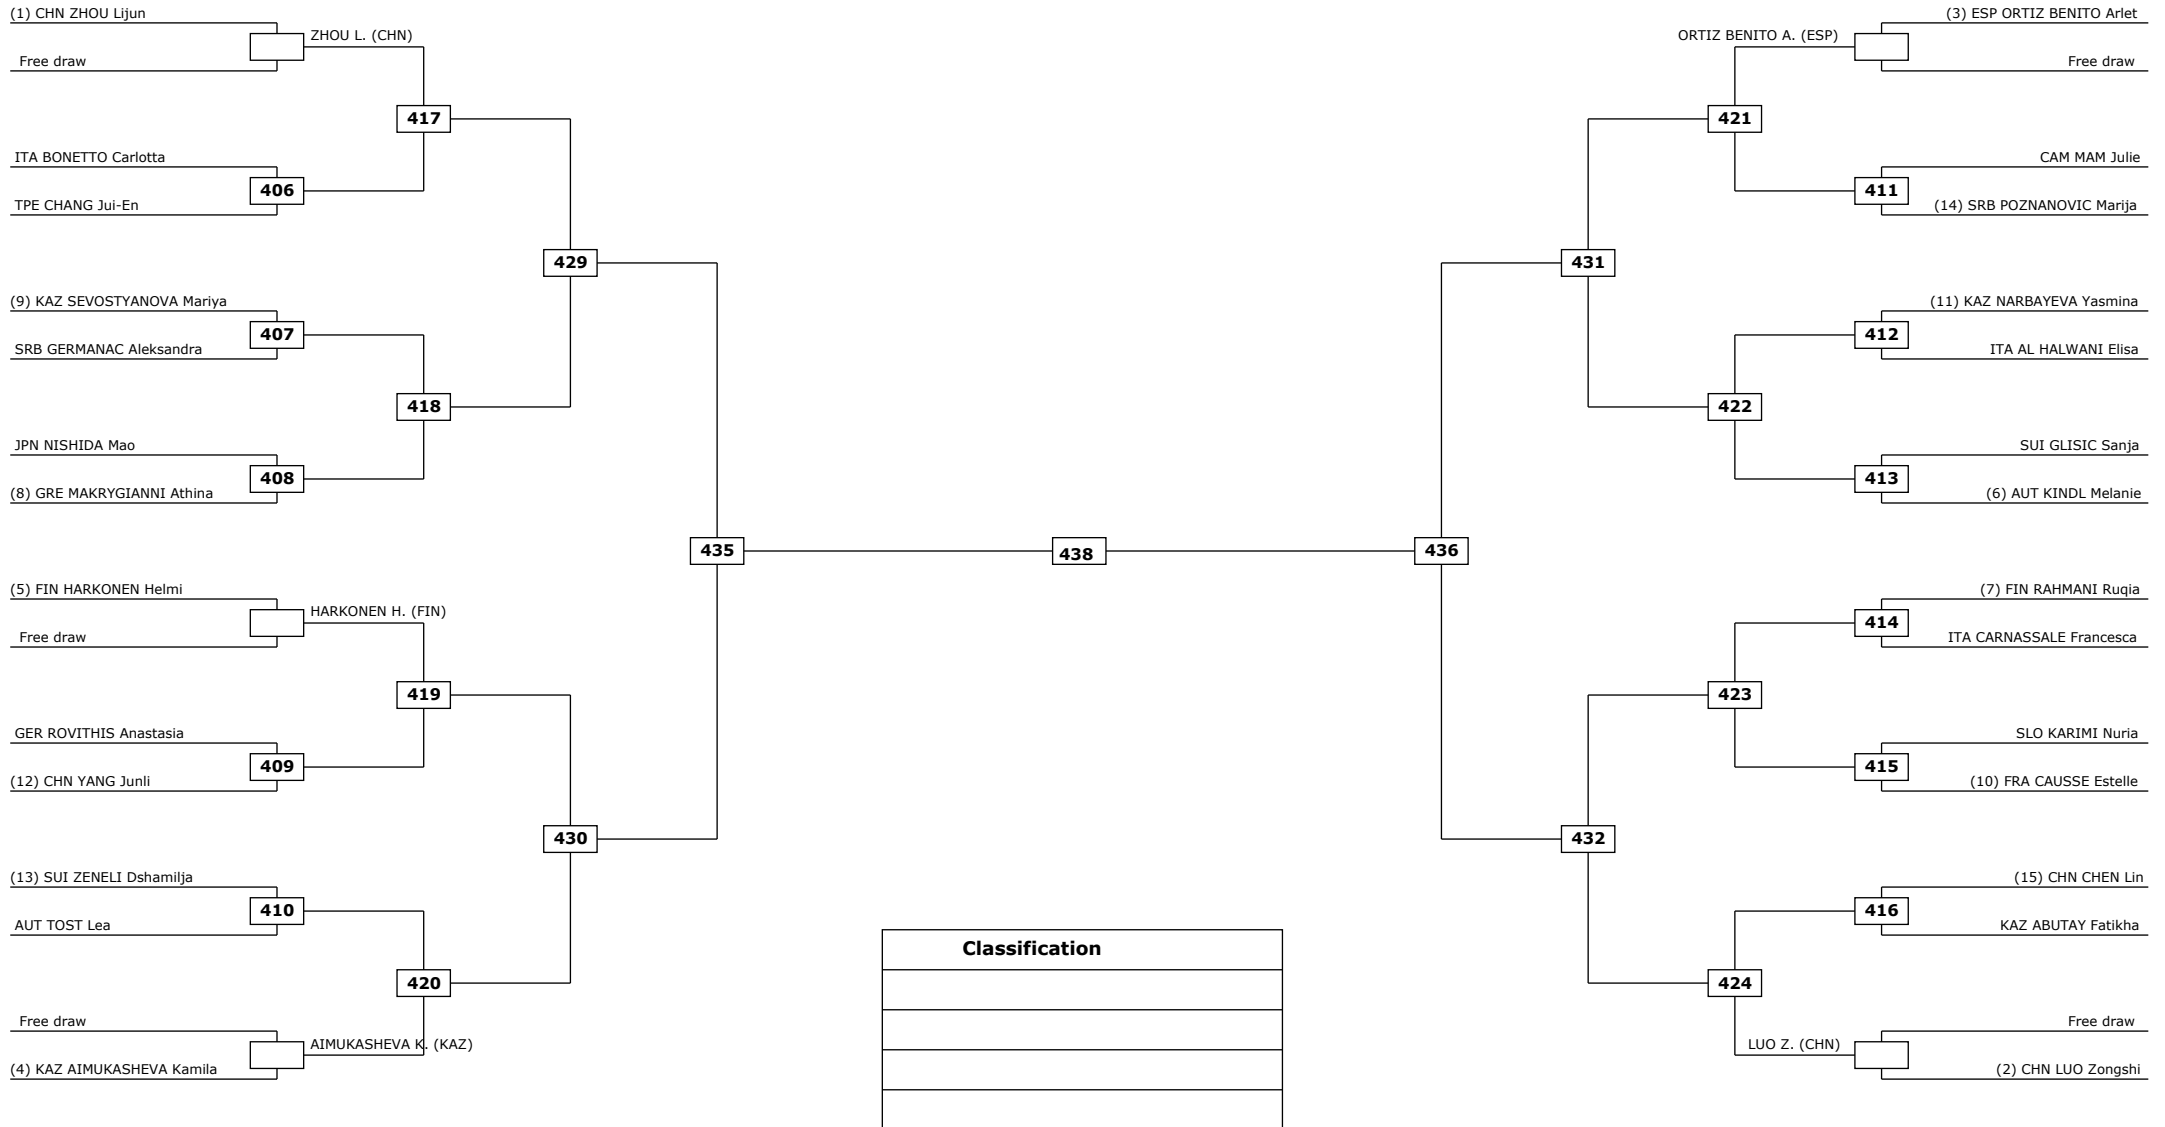 (1) CHN ZHOU Lijun
ZHOU L. (CHN)
Free draw
417
ITA BONETTO Carlotta
406
TPE CHANG Jui-En
429
(9) KAZ SEVOSTYANOVA Mariya
407
SRB GERMANAC Aleksandra
418
JPN NISHIDA Mao
408
(8) GRE MAKRYGIANNI Athina
435
(5) FIN HARKONEN Helmi
HARKONEN H. (FIN)
Free draw
419
GER ROVITHIS Anastasia
409
(12) CHN YANG Junli
430
(13) SUI ZENELI Dshamilja
410
AUT TOST Lea
420
Free draw
AIMUKASHEVA K. (KAZ)
(4) KAZ AIMUKASHEVA Kamila
438
(3) ESP ORTIZ BENITO Arlet
ORTIZ BENITO A. (ESP)
Free draw
421
CAM MAM Julie
411
(14) SRB POZNANOVIC Marija
431
(11) KAZ NARBAYEVA Yasmina
412
ITA AL HALWANI Elisa
422
SUI GLISIC Sanja
413
(6) AUT KINDL Melanie
436
(7) FIN RAHMANI Ruqia
414
ITA CARNASSALE Francesca
423
SLO KARIMI Nuria
415
(10) FRA CAUSSE Estelle
432
(15) CHN CHEN Lin
416
KAZ ABUTAY Fatikha
424
Free draw
LUO Z. (CHN)
(2) CHN LUO Zongshi
Classification